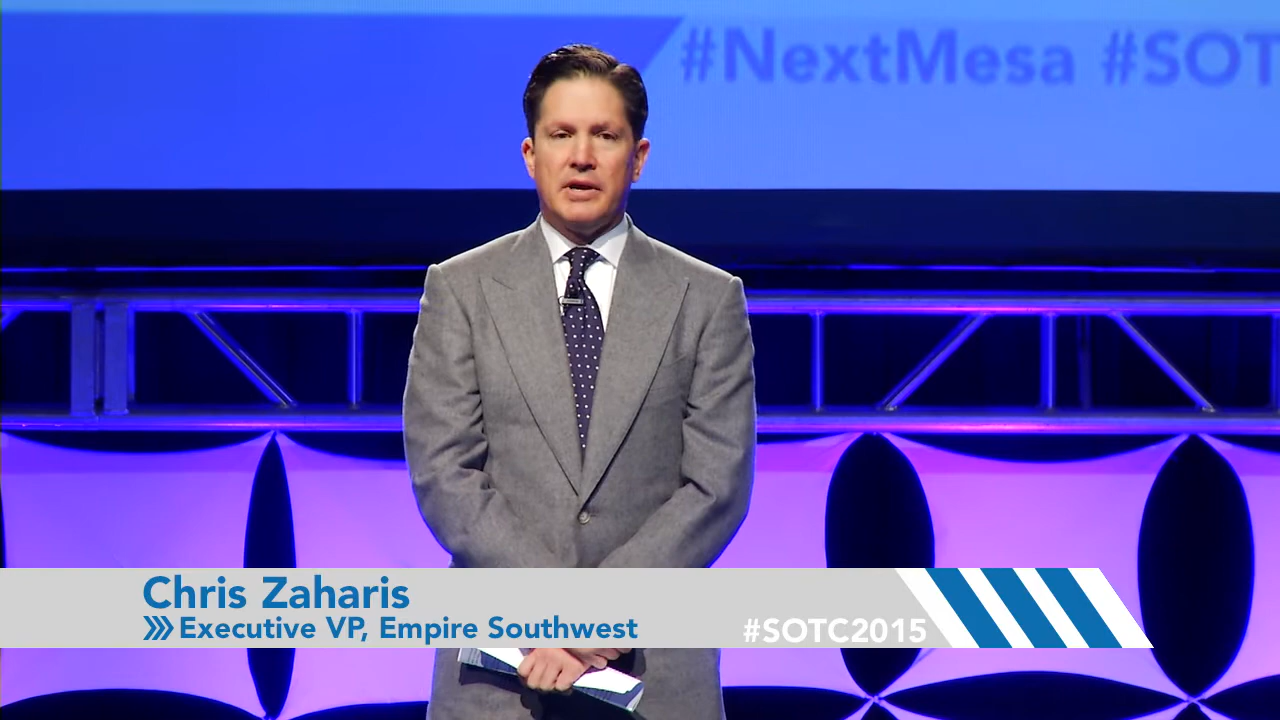 #NextMesa #SOT
Chris Zaharis
Executive VP, Empire Southwest
#SOTC2015